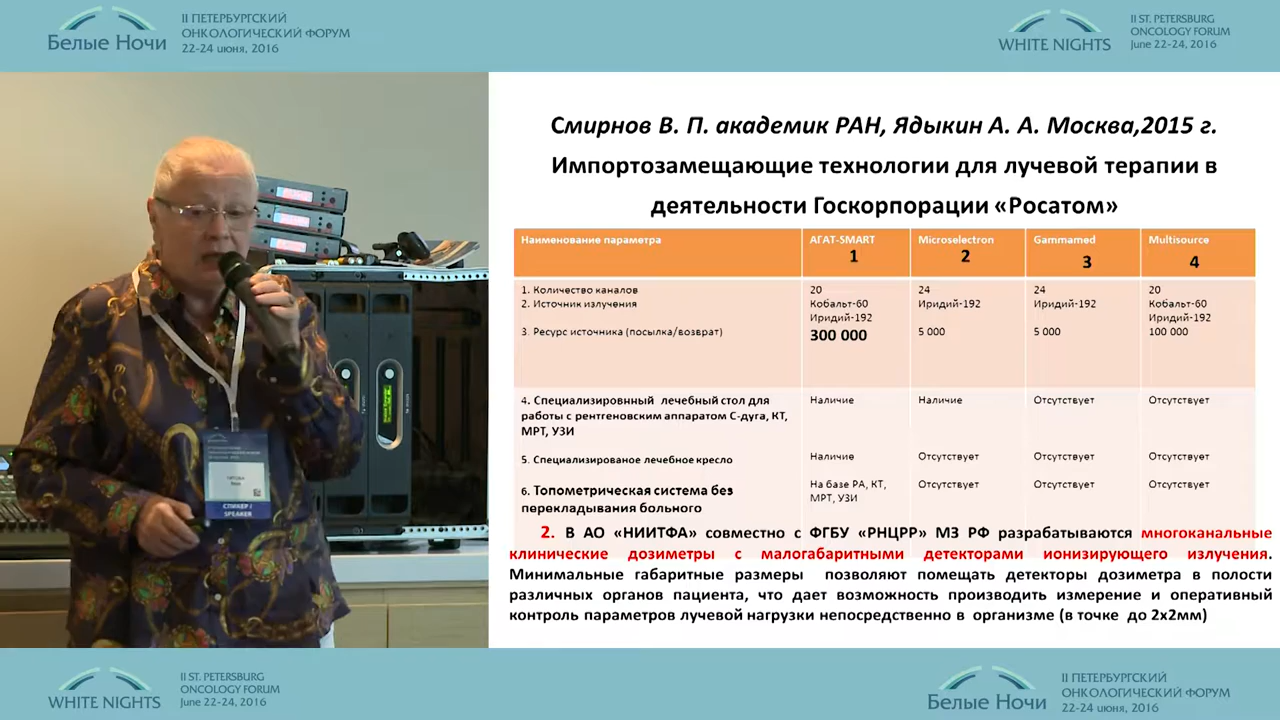 II ПЕТЕРБУРГСКИЙ
ОНКОЛОГИЧЕСКИЙ ФОРУМ
Белые Ночи
22-24 июня, 2016
II ST. PETERSBURG
ONCOLOGY FORUM
WHITE NIGHTS
June 22-24, 2016
Смирнов В. П. академик РАН, Ядыкин А. А. Москва,2015 г.
Импортозамещающие технологии для лучевой терапии в
деятельности Госкорпорации «Росатом»
Наименование параметра АГАТ-SMART Microselectron Gammamed Multisource
1 2 3 4
1. Количество каналов 20 24 24 20
2. Источник излучения Кобальт-60 Иридий-192 Иридий-192 Кобальт-60
Иридий-192 Иридий-192
3. Ресурс источника (посылка/возврат) 300 000 5 000 5 000 100 000
4. Специализировнный лечебный стол для Наличие Наличие Отсутствует Отсутствует
работы с рентгеновским аппаратом С-дуга, КТ,
МРТ, УЗИ
5. Специализированое лечебное кресло Наличие Отсутствует Отсутствует Отсутствует
6. Топометрическая система без На базе РА, КТ, Отсутствует Отсутствует Отсутствует
перекладывания больного МРТ, УЗИ
2. В АО «НИИТФА» совместно с ФГБУ «РНЦРР» МЗ РФ разрабатываются многоканальные
клинические дозиметры с малогабаритными детекторами ионизирующего излучения.
Минимальные габаритные размеры позволяют помещать детекторы дозиметра в полости
различных органов пациента, что дает возможность производить измерение и оперативный
контроль параметров лучевой нагрузки непосредственно в организме (в точке до 2х2мм)
СПИКЕР /
SPEAKER
II ST. PETERSBURG
ONCOLOGY FORUM
WHITE NIGHTS
June 22-24, 2016
II ПЕТЕРБУРГСКИЙ
ОНКОЛОГИЧЕСКИЙ ФОРУМ
Белые Ночи
22-24 июня, 2016